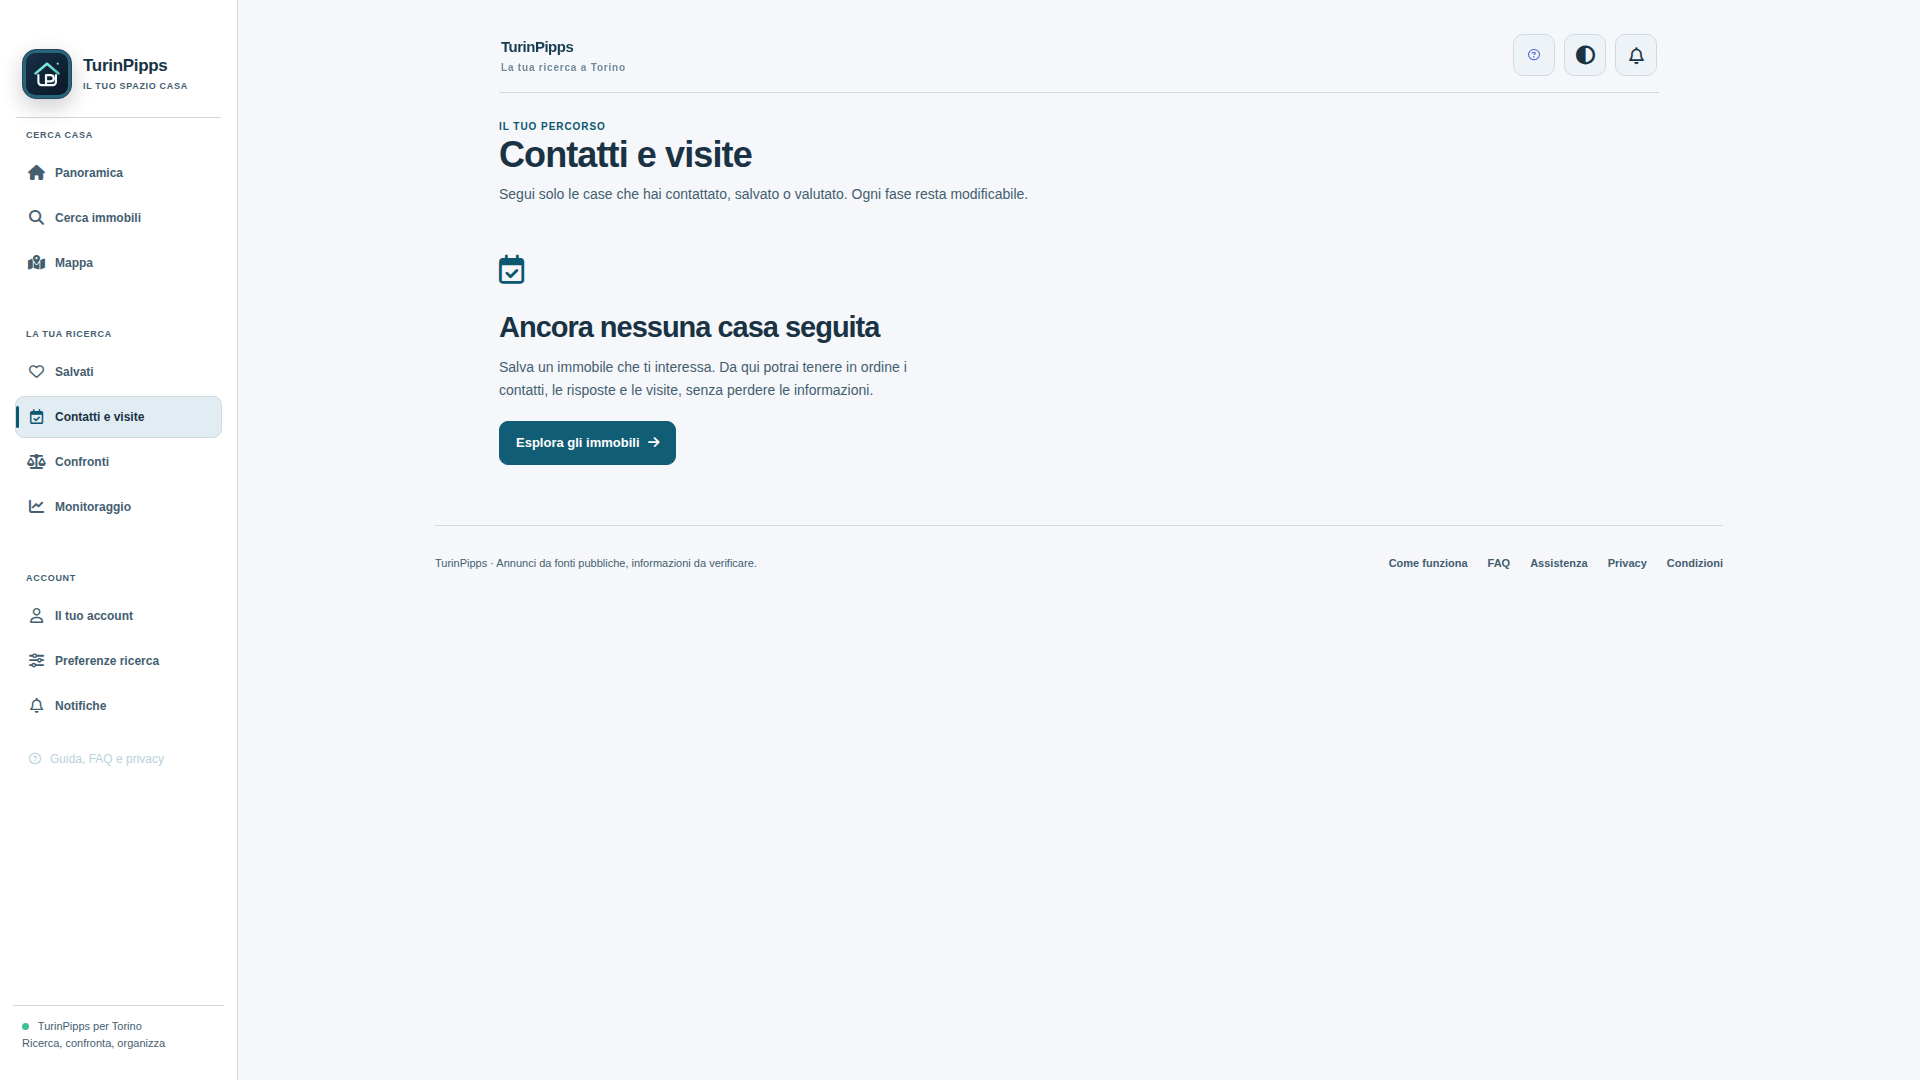 TurinPipps
IL TUO SPAZIO CASA
CERCA CASA
Panoramica
Cerca immobili
Mappa
LA TUA RICERCA
Salvati
Contatti e visite
Confronti
Monitoraggio
ACCOUNT
Il tuo account
Preferenze ricerca
Notifiche
Guida, FAQ e privacy
TurinPipps per Torino
Ricerca, confronta, organizza
TurinPipps
La tua ricerca a Torino
IL TUO PERCORSO
Contatti e visite
Segui solo le case che hai contattato, salvato o valutato. Ogni fase resta modificabile.
Ancora nessuna casa seguita
Salva un immobile che ti interessa. Da qui potrai tenere in ordine i
contatti, le risposte e le visite, senza perdere le informazioni.
Esplora gli immobili
TurinPipps · Annunci da fonti pubbliche, informazioni da verificare.
Come funziona FAQ Assistenza Privacy Condizioni